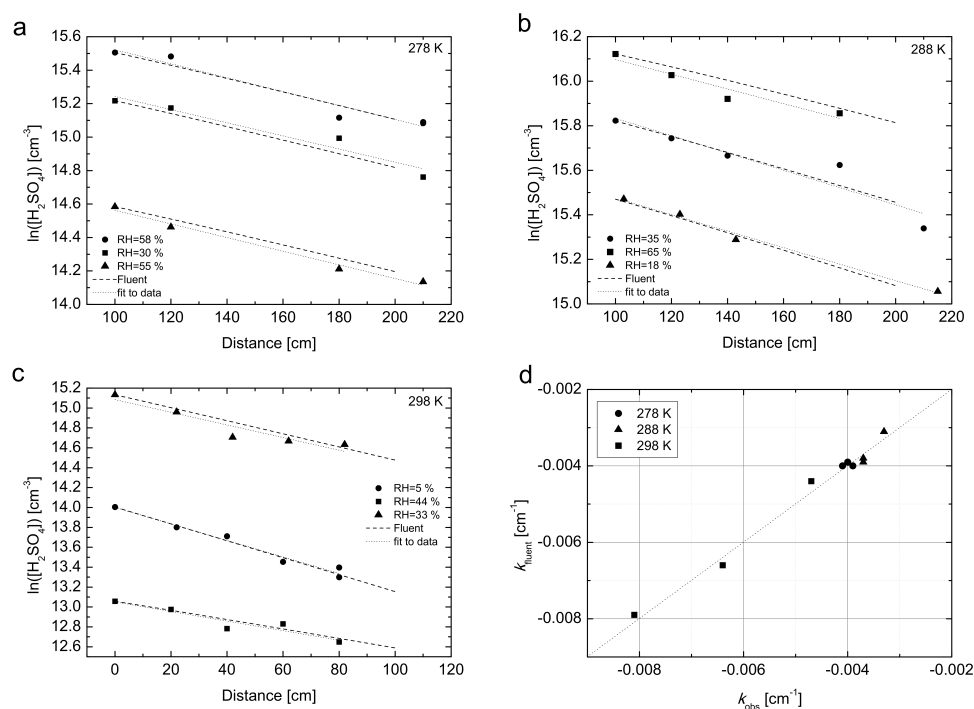 a
278 K
15.6
15.4
15.2
15.0
14.8
14.6
14.4
14.2
14.0
ln([H₂SO₄]) [cm⁻³]
RH=58 %
RH=30 %
RH=55 %
Fluent
fit to data
100 120 140 160 180 200 220
Distance [cm]
b
288 K
16.2
16.0
15.8
15.6
15.4
15.2
15.0
ln([H₂SO₄]) [cm⁻³]
RH=35 %
RH=65 %
RH=18 %
Fluent
fit to data
100 120 140 160 180 200 220
Distance [cm]
c
298 K
15.2
15.0
14.8
14.6
14.4
14.2
14.0
13.8
13.6
13.4
13.2
13.0
12.8
12.6
ln([H₂SO₄]) [cm⁻³]
RH=5 %
RH=44 %
RH=33 %
Fluent
fit to data
0 20 40 60 80 100 120
Distance [cm]
d
278 K
288 K
298 K
-0.002
-0.004
-0.006
-0.008
k_fluent [cm⁻¹]
-0.008 -0.006 -0.004 -0.002
k_obs [cm⁻¹]